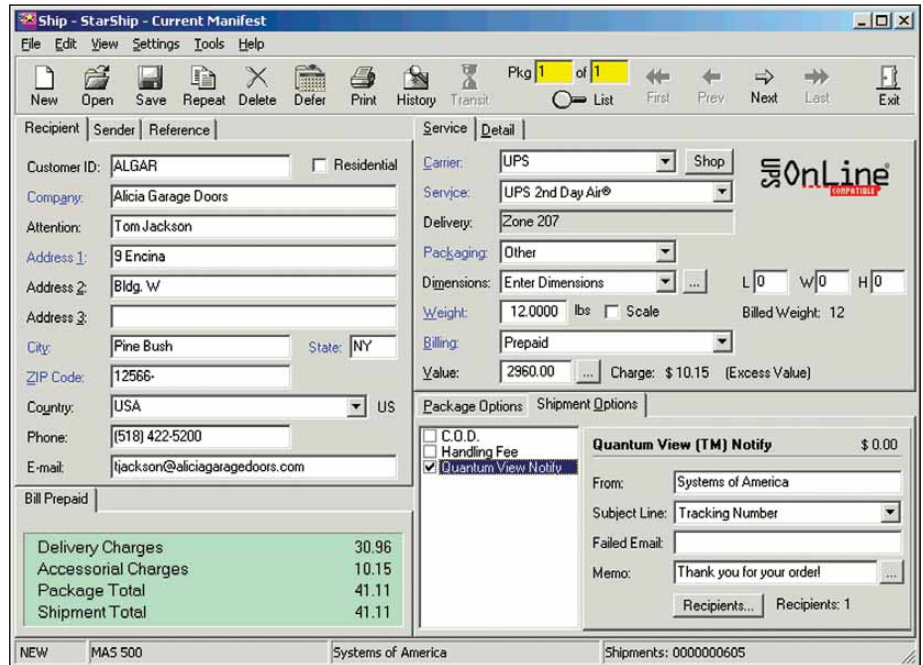 Ship - StarShip - Current Manifest
File Edit View Settings Tools Help
Pkg 1 of 1
New Open Save Repeat Delete Defer Print History Transit List First Prev Next Last Exit
Recipient Sender Reference
Customer ID: ALGAR Residential
Company: Alicia Garage Doors
Attention: Tom Jackson
Address 1: 9 Encina
Address 2: Bldg. W
Address 3:
City: Pine Bush State: NY
ZIP Code: 12566-
Country: USA US
Phone: (518) 422-5200
E-mail: tjackson@aliciagaragedoors.com
Bill Prepaid
Delivery Charges 30.96
Accessorial Charges 10.15
Package Total 41.11
Shipment Total 41.11
Service Detail
Carrier: UPS Shop
UPS OnLine
COMPATIBLE
Service: UPS 2nd Day Air®
Delivery: Zone 207
Packaging: Other
Dimensions: Enter Dimensions ... L 0 W 0 H 0
Weight: 12.0000 lbs Scale Billed Weight: 12
Billing: Prepaid
Value: 2960.00 ... Charge: $ 10.15 (Excess Value)
Package Options Shipment Options
C.O.D.
Handling Fee
Quantum View Notify
Quantum View (TM) Notify $ 0.00
From: Systems of America
Subject Line: Tracking Number
Failed Email:
Memo: Thank you for your order! ...
Recipients... Recipients: 1
NEW MAS 500 Systems of America Shipments: 0000000605